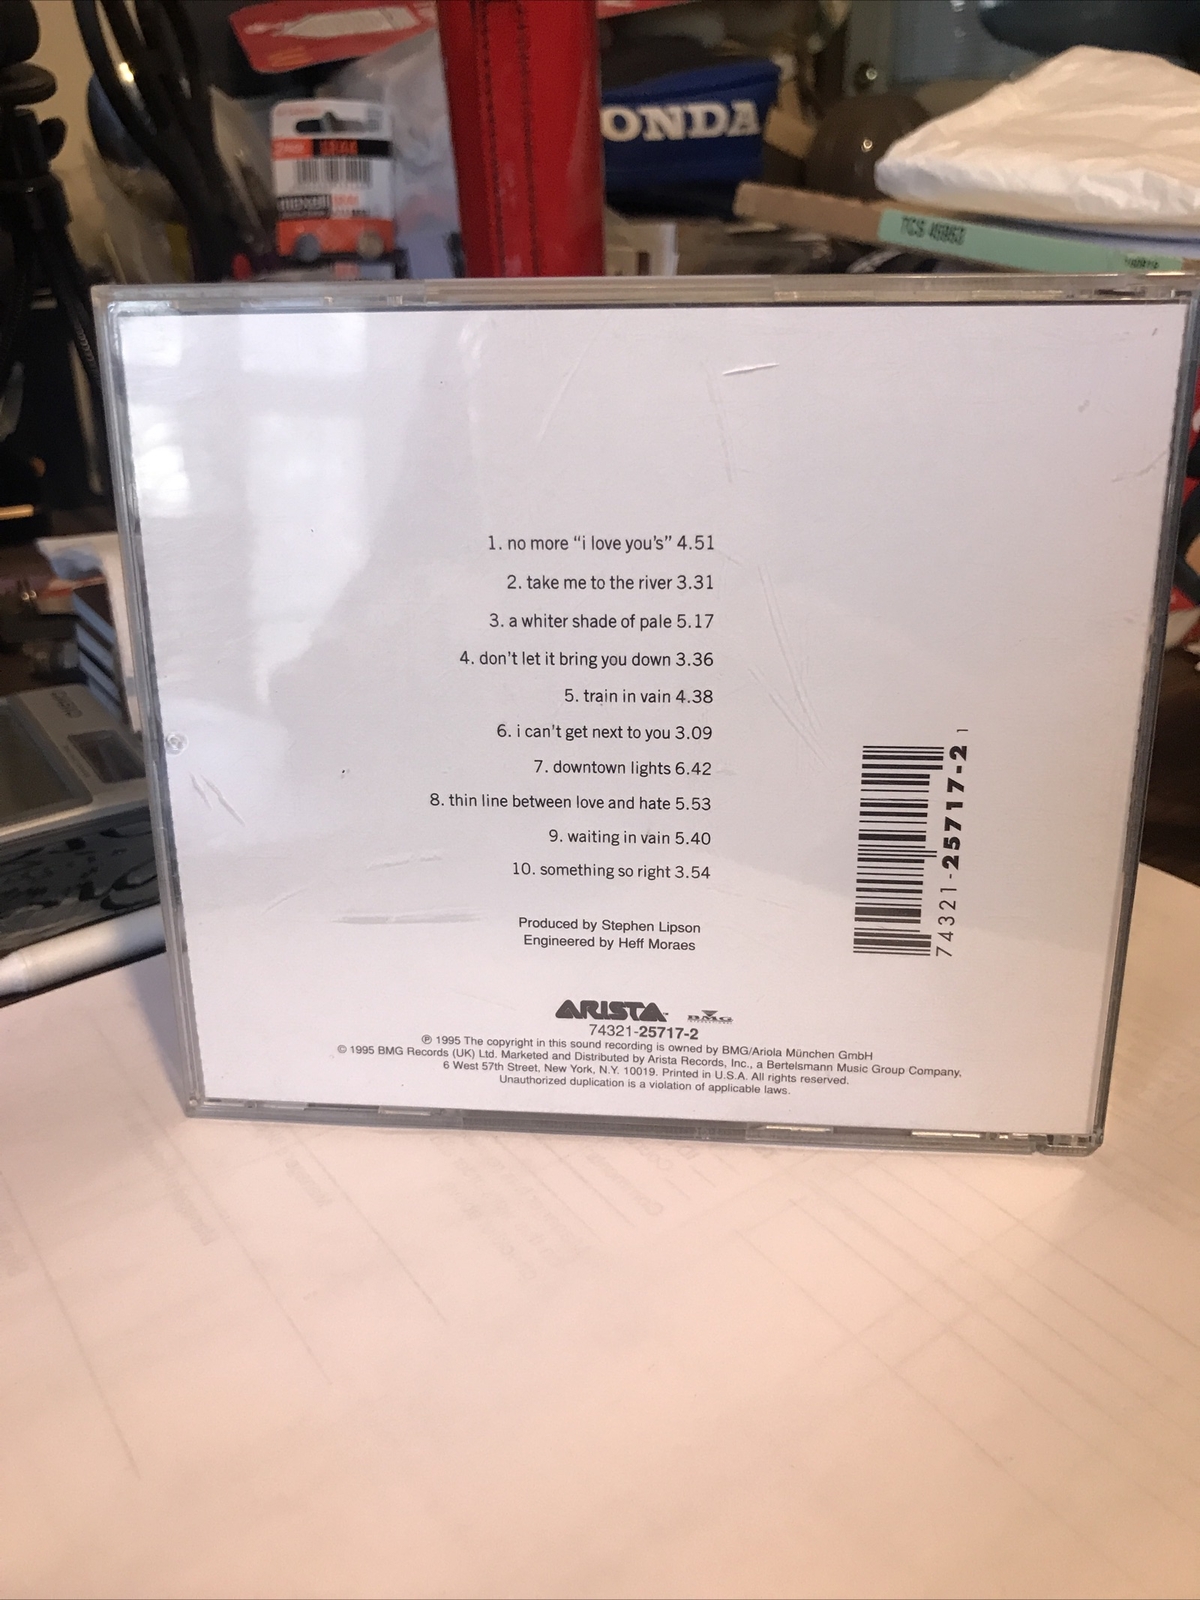 ONDA
maxell
TCS 40850
1. no more “i love you's” 4.51
2. take me to the river 3.31
3. a whiter shade of pale 5.17
4. don't let it bring you down 3.36
5. train in vain 4.38
6. i can't get next to you 3.09
7. downtown lights 6.42
8. thin line between love and hate 5.53
9. waiting in vain 5.40
10. something so right 3.54
Produced by Stephen Lipson
Engineered by Heff Moraes
74321-25717-2 1
ARISTA
BMG
74321-25717-2
℗ 1995 The copyright in this sound recording is owned by BMG/Ariola München GmbH
© 1995 BMG Records (UK) Ltd. Marketed and Distributed by Arista Records, Inc., a Bertelsmann Music Group Company,
6 West 57th Street, New York, N.Y. 10019. Printed in U.S.A. All rights reserved.
Unauthorized duplication is a violation of applicable laws.